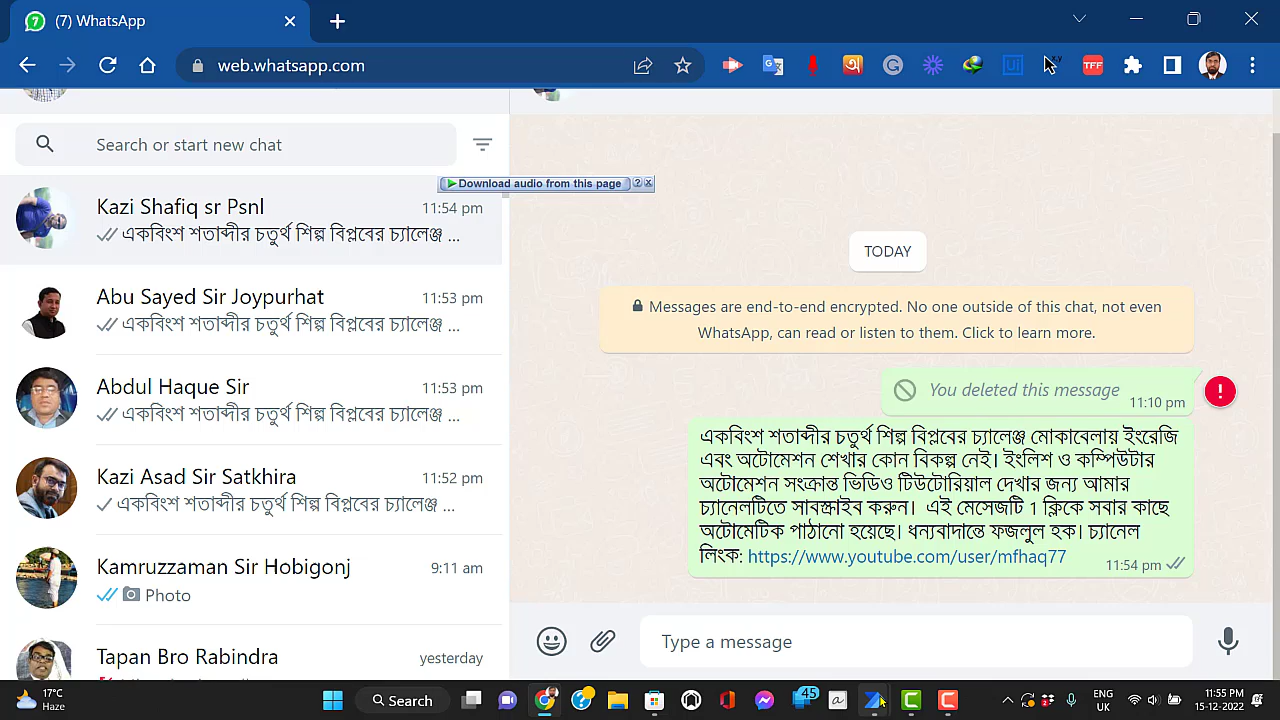 (7) WhatsApp
web.whatsapp.com
TFF
Search or start new chat
Download audio from this page
Kazi Shafiq sr Psnl 11:54 pm
একবিংশ শতাব্দীর চতুর্থ শিল্প বিপ্লবের চ্যালেঞ্জ ...
Abu Sayed Sir Joypurhat 11:53 pm
একবিংশ শতাব্দীর চতুর্থ শিল্প বিপ্লবের চ্যালেঞ্জ ...
Abdul Haque Sir 11:53 pm
একবিংশ শতাব্দীর চতুর্থ শিল্প বিপ্লবের চ্যালেঞ্জ ...
Kazi Asad Sir Satkhira 11:52 pm
একবিংশ শতাব্দীর চতুর্থ শিল্প বিপ্লবের চ্যালেঞ্জ ...
Kamruzzaman Sir Hobigonj 9:11 am
Photo
Tapan Bro Rabindra yesterday
TODAY
Messages are end-to-end encrypted. No one outside of this chat, not even
WhatsApp, can read or listen to them. Click to learn more.
You deleted this message 11:10 pm
একবিংশ শতাব্দীর চতুর্থ শিল্প বিপ্লবের চ্যালেঞ্জ মোকাবেলায় ইংরেজি
এবং অটোমেশন শেখার কোন বিকল্প নেই। ইংলিশ ও কম্পিউটার
অটোমেশন সংক্রান্ত ভিডিও টিউটোরিয়াল দেখার জন্য আমার
চ্যানেলটিতে সাবস্ক্রাইব করুন। এই মেসেজটি 1 ক্লিকে সবার কাছে
অটোমেটিক পাঠানো হয়েছে। ধন্যবাদান্তে ফজলুল হক। চ্যানেল
লিংক: https://www.youtube.com/user/mfhaq77 11:54 pm
Type a message
17°C
Haze
Search
45
ENG
UK
11:55 PM
15-12-2022